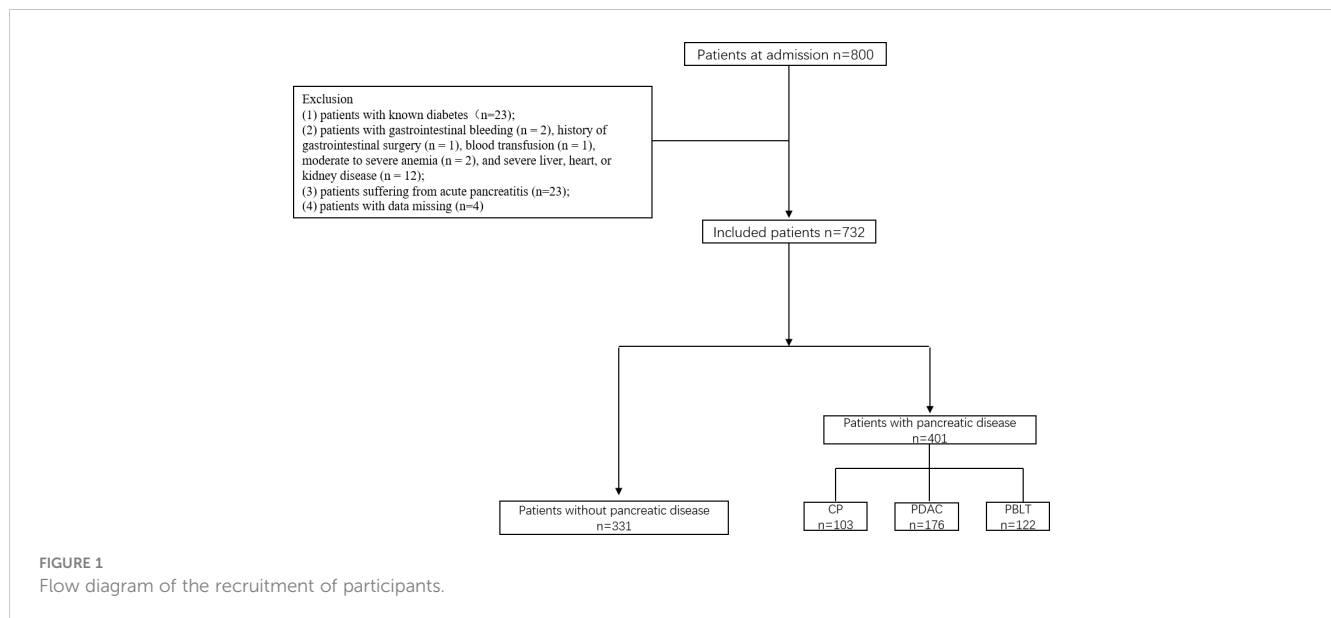 Patients at admission n=800
Exclusion
(1) patients with known diabetes（n=23);
(2) patients with gastrointestinal bleeding (n = 2), history of
gastrointestinal surgery (n = 1), blood transfusion (n = 1),
moderate to severe anemia (n = 2), and severe liver, heart, or
kidney disease (n = 12);
(3) patients suffering from acute pancreatitis (n=23);
(4) patients with data missing (n=4)
Included patients n=732
Patients with pancreatic disease
n=401
Patients without pancreatic disease
n=331
CP
n=103
PDAC
n=176
PBLT
n=122
FIGURE 1
Flow diagram of the recruitment of participants.